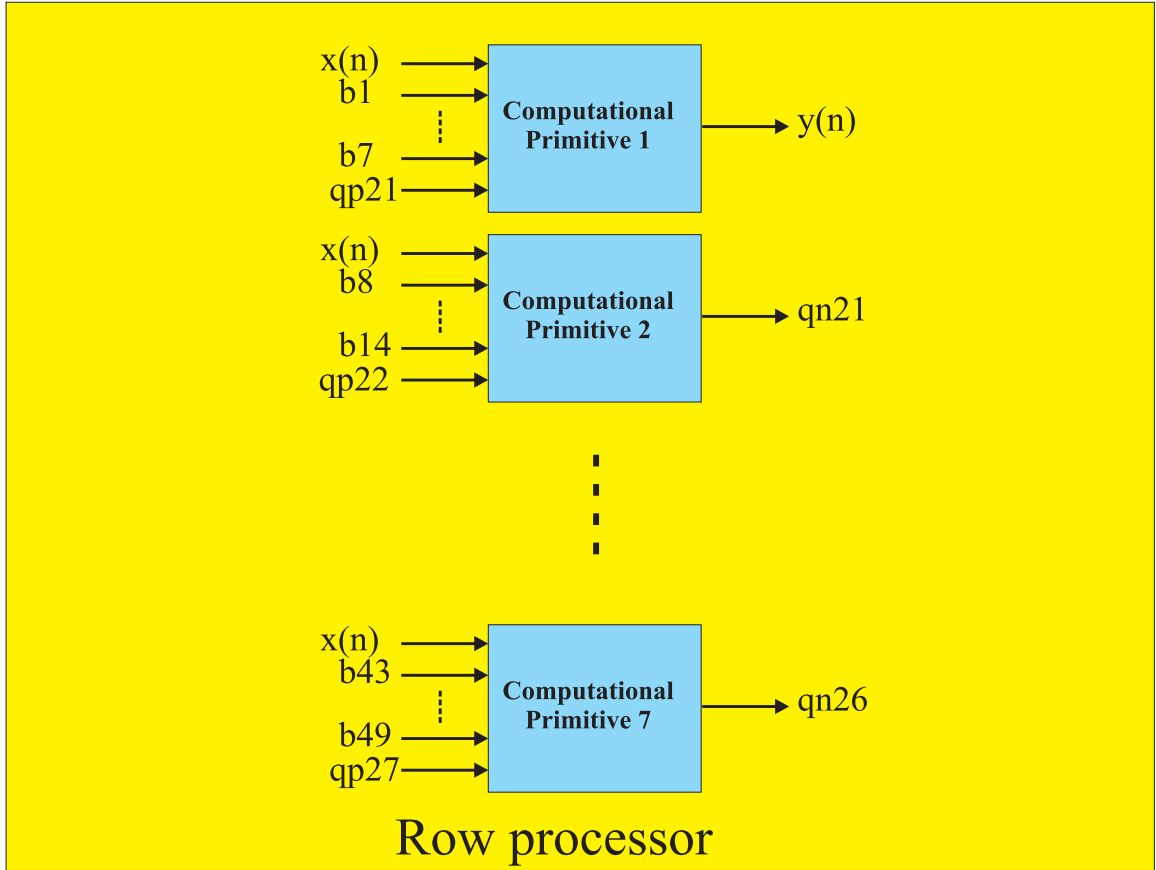 x(n)
b1
b7
qp21
Computational
Primitive 1
y(n)
x(n)
b8
b14
qp22
Computational
Primitive 2
qn21
x(n)
b43
b49
qp27
Computational
Primitive 7
qn26
Row processor